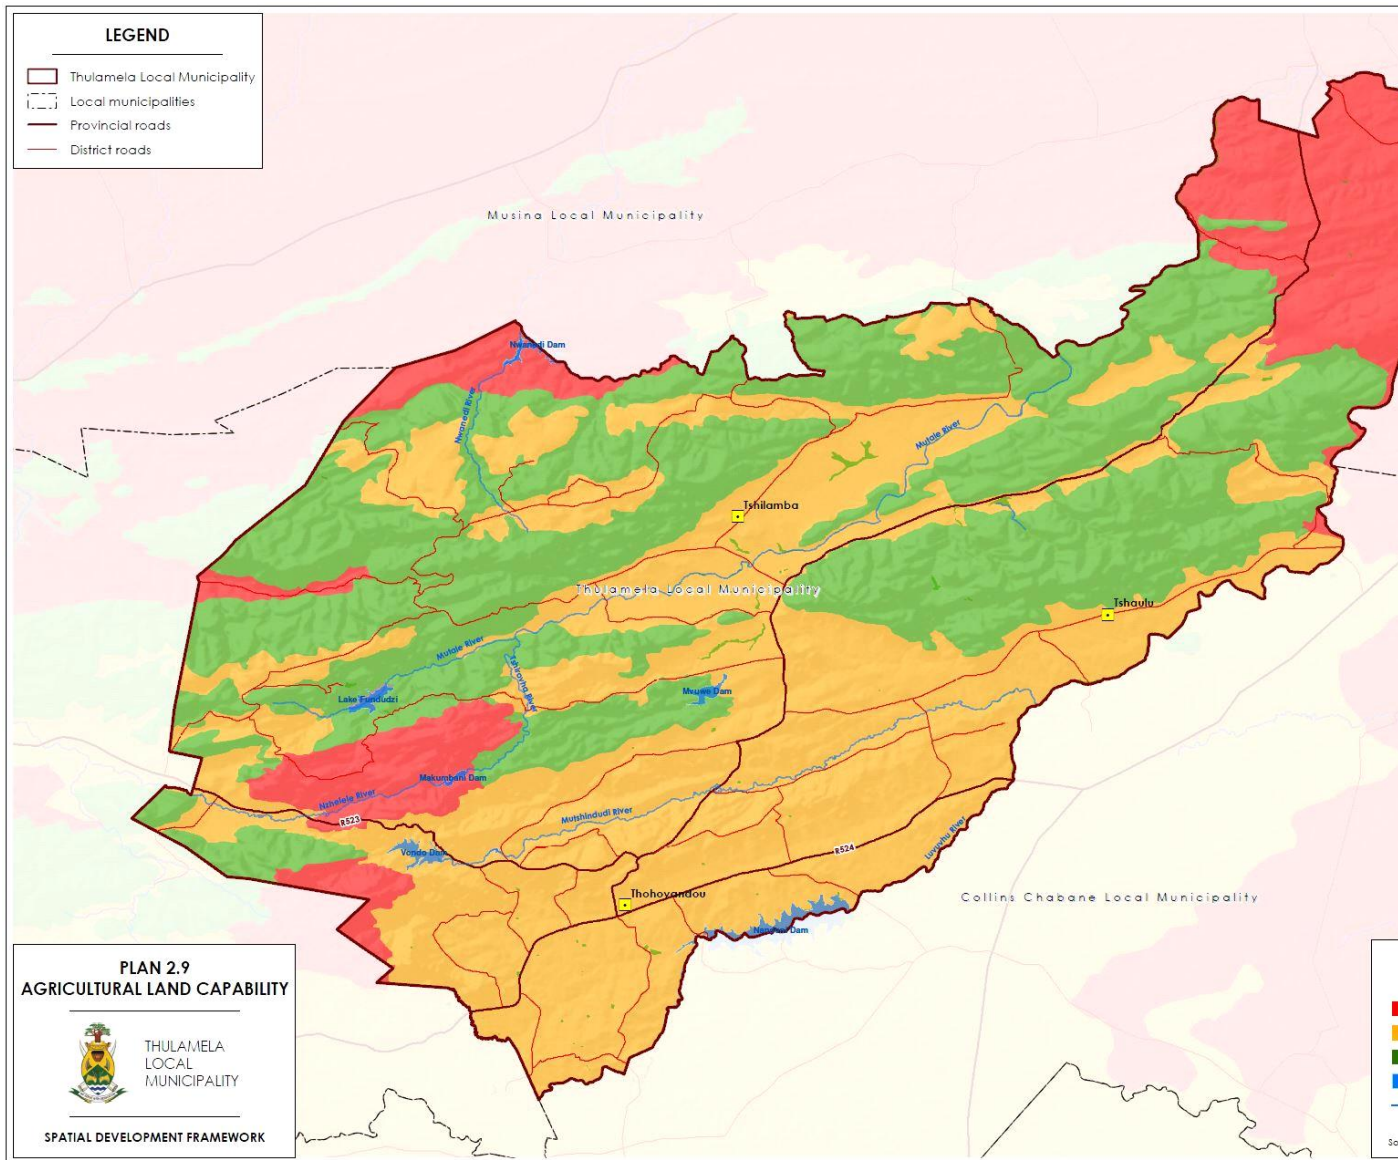 LEGEND
Thulamela Local Municipality
Local municipalities
Provincial roads
District roads
Musina Local Municipality
Nwanedi Dam
Nwanedi River
Mutale River
Tshilamba
Thulamela Local Municipality
Tshaulu
Mutale River
Tshirovha River
Lake Fundudzi
Mvuwe Dam
Makumbani Dam
Nzhelele River
R523
Mutshindudi River
Vondo Dam
R524
Luvuvhu River
Thohoyandou
Collins Chabane Local Municipality
Nandoni Dam
PLAN 2.9
AGRICULTURAL LAND CAPABILITY
THULAMELA
LOCAL
MUNICIPALITY
SPATIAL DEVELOPMENT FRAMEWORK